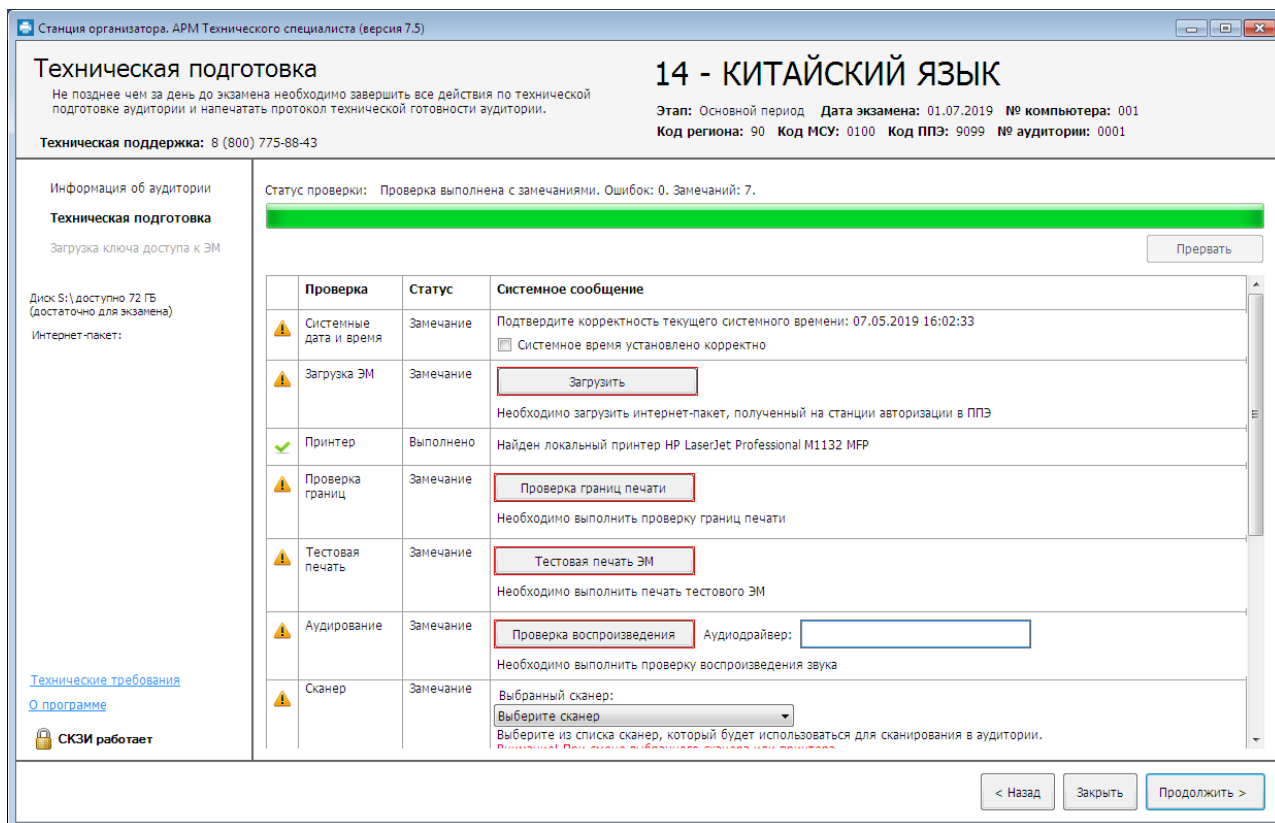 Станция организатора. АРМ Технического специалиста (версия 7.5)
Техническая подготовка
Не позднее чем за день до экзамена необходимо завершить все действия по технической
подготовке аудитории и напечатать протокол технической готовности аудитории.
Техническая поддержка: 8 (800) 775-88-43
14 - КИТАЙСКИЙ ЯЗЫК
Этап: Основной период Дата экзамена: 01.07.2019 № компьютера: 001
Код региона: 90 Код МСУ: 0100 Код ППЭ: 9099 № аудитории: 0001
Информация об аудитории
Техническая подготовка
Загрузка ключа доступа к ЭМ
Диск S:\ доступно 72 ГБ
(достаточно для экзамена)
Интернет-пакет:
Технические требования
О программе
СКЗИ работает
Статус проверки: Проверка выполнена с замечаниями. Ошибок: 0. Замечаний: 7.
Прервать
Проверка Статус Системное сообщение
Системные
дата и время
Замечание
Подтвердите корректность текущего системного времени: 07.05.2019 16:02:33
Системное время установлено корректно
Загрузка ЭМ
Замечание
Загрузить
Необходимо загрузить интернет-пакет, полученный на станции авторизации в ППЭ
Принтер
Выполнено
Найден локальный принтер HP LaserJet Professional M1132 MFP
Проверка
границ
Замечание
Проверка границ печати
Необходимо выполнить проверку границ печати
Тестовая
печать
Замечание
Тестовая печать ЭМ
Необходимо выполнить печать тестового ЭМ
Аудирование
Замечание
Проверка воспроизведения Аудиодрайвер:
Необходимо выполнить проверку воспроизведения звука
Сканер
Замечание
Выбранный сканер:
Выберите сканер
Выберите из списка сканер, который будет использоваться для сканирования в аудитории.
Внимание! При смене выбранного сканера или принтера
< Назад
Закрыть
Продолжить >